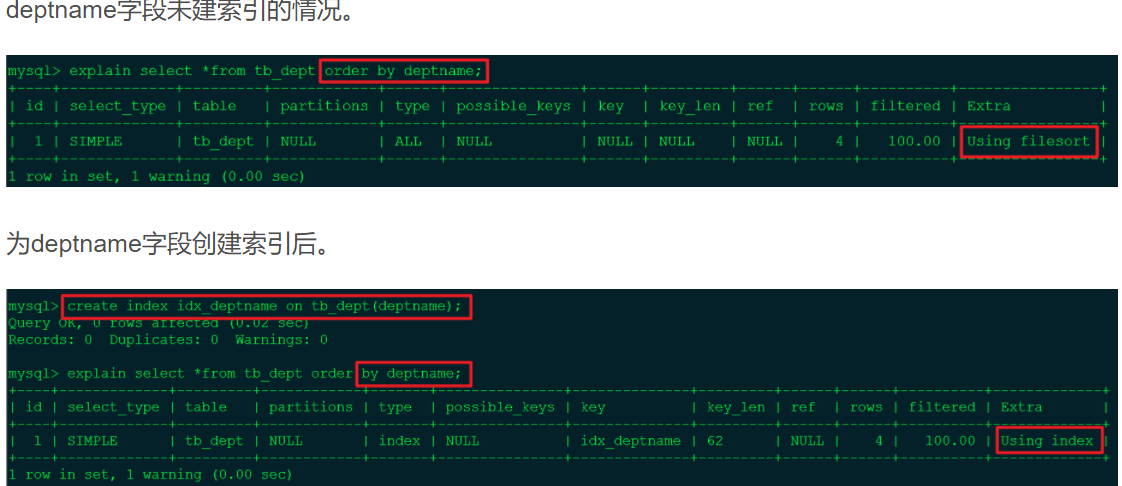 deptname字段未建索引的情况。
mysql> explain select *from tb_dept order by deptname;
+----+-------------+---------+------------+------+---------------+------+---------+------+------+----------+----------------+
| id | select_type | table   | partitions | type | possible_keys | key  | key_len | ref  | rows | filtered | Extra          |
+----+-------------+---------+------------+------+---------------+------+---------+------+------+----------+----------------+
|  1 | SIMPLE      | tb_dept | NULL       | ALL  | NULL          | NULL | NULL    | NULL |    4 |   100.00 | Using filesort |
+----+-------------+---------+------------+------+---------------+------+---------+------+------+----------+----------------+
1 row in set, 1 warning (0.00 sec)
为deptname字段创建索引后。
mysql> create index idx_deptname on tb_dept(deptname);
Query OK, 0 rows affected (0.02 sec)
Records: 0  Duplicates: 0  Warnings: 0
mysql> explain select *from tb_dept order by deptname;
+----+-------------+---------+------------+-------+---------------+--------------+---------+------+------+----------+-------------+
| id | select_type | table   | partitions | type  | possible_keys | key          | key_len | ref  | rows | filtered | Extra       |
+----+-------------+---------+------------+-------+---------------+--------------+---------+------+------+----------+-------------+
|  1 | SIMPLE      | tb_dept | NULL       | index | NULL          | idx_deptname | 62      | NULL |    4 |   100.00 | Using index |
+----+-------------+---------+------------+-------+---------------+--------------+---------+------+------+----------+-------------+
1 row in set, 1 warning (0.00 sec)